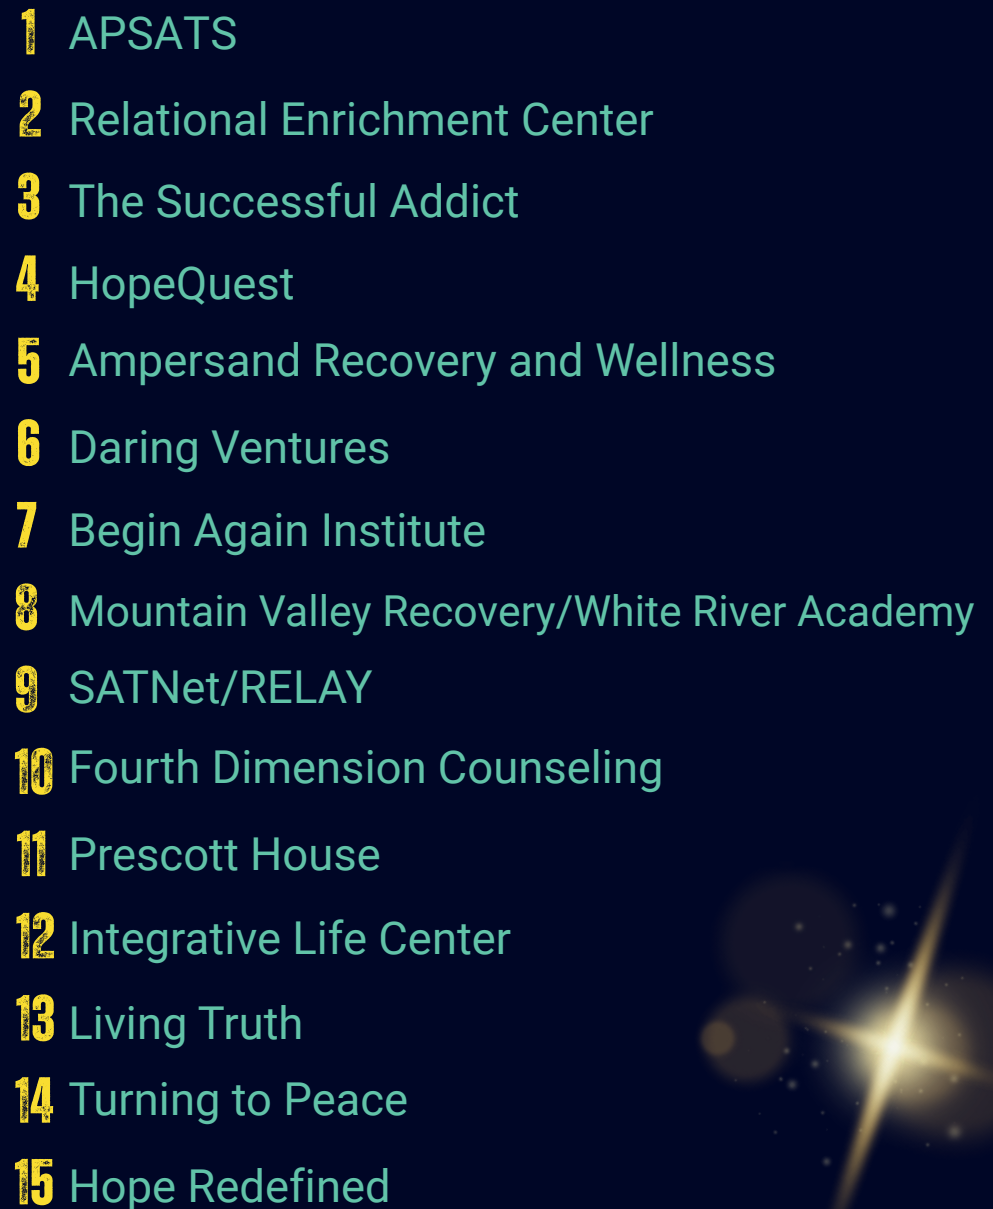 1 APSATS
2 Relational Enrichment Center
3 The Successful Addict
4 HopeQuest
5 Ampersand Recovery and Wellness
6 Daring Ventures
7 Begin Again Institute
8 Mountain Valley Recovery/White River Academy
9 SATNet/RELAY
10 Fourth Dimension Counseling
11 Prescott House
12 Integrative Life Center
13 Living Truth
14 Turning to Peace
15 Hope Redefined